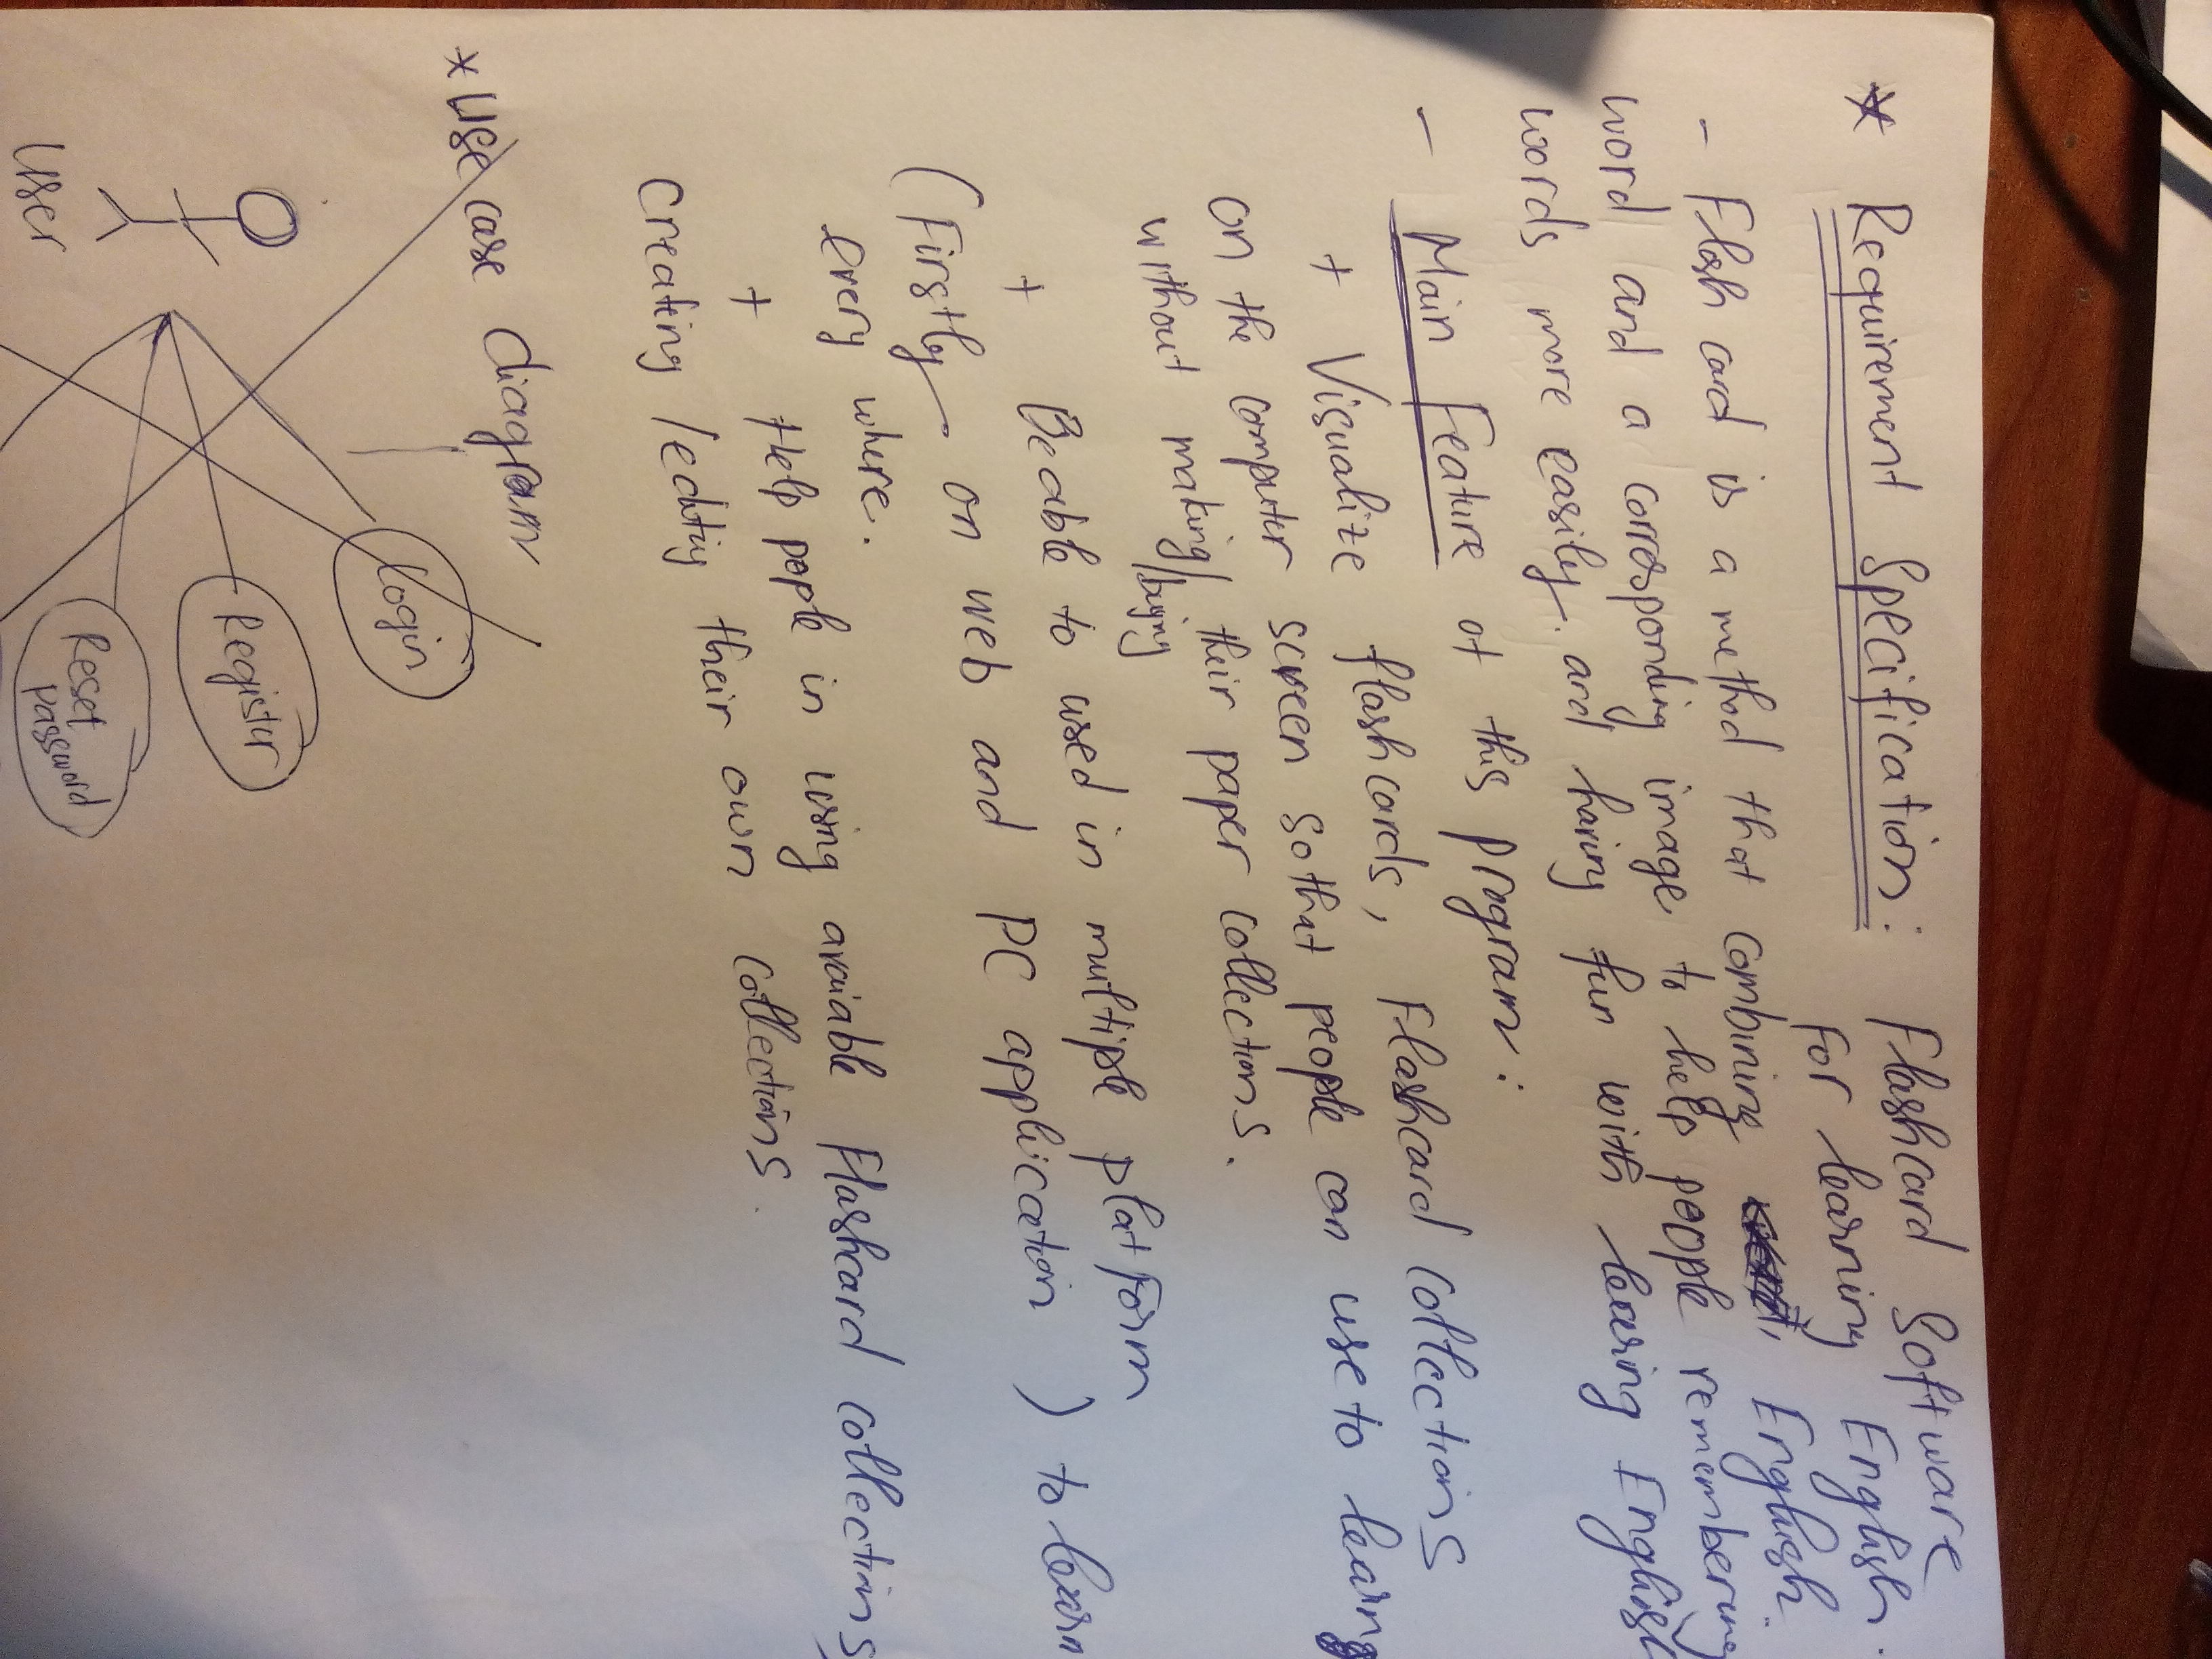 * Requirement Specification: Flashcard Software
For learning English.
- Flash card is a method that combining English
word and a corresponding image to help people remembering
words more easily. and having fun with learing English
- Main Feature of this program:
+ Visualize flashcards, Flashcard collections
on the computer screen so that people can use to learn
without making/buying their paper collections.
+ Be able to used in multiple platform
(Firstly on web and PC application) to learn
every where.
+ Help people in using avaiable Flashcard collections
creating/editing their own collections.
* Use case diagram
Login
Register
Reset
password
User